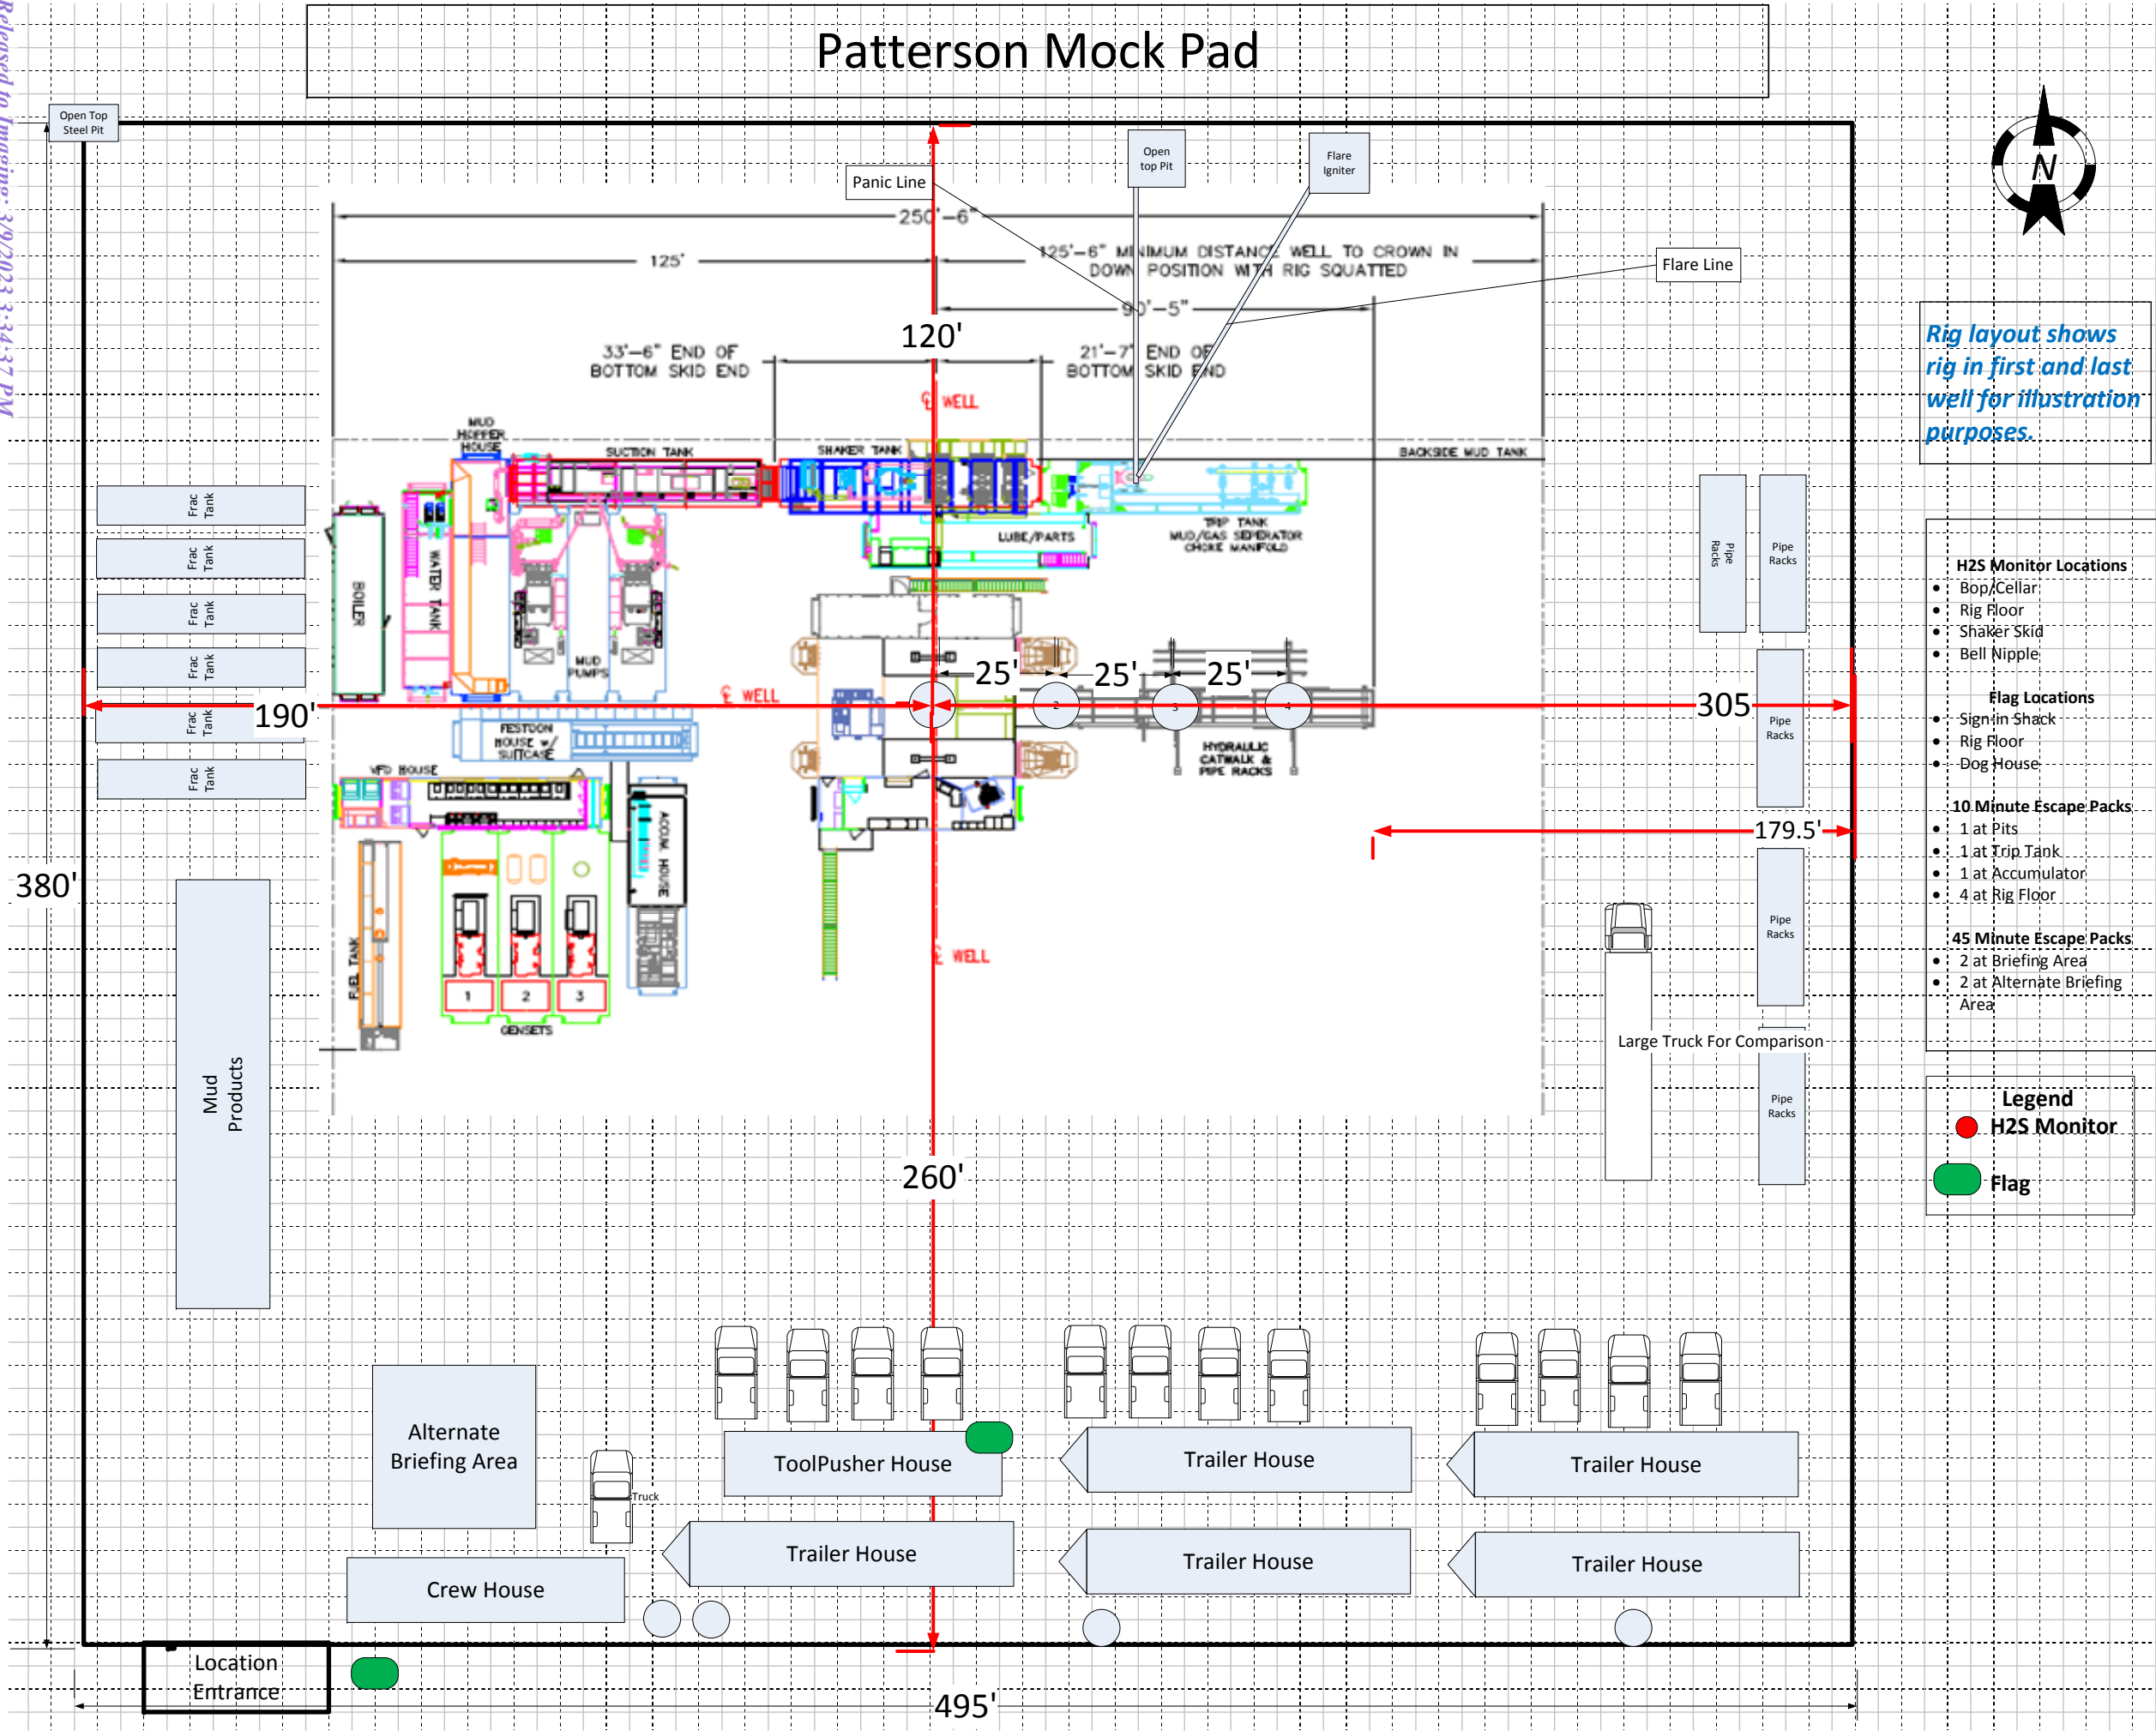 Patterson Mock Pad
Released to Imaging: 3/9/2023 3:34:37 PM
Open Top
Steel Pit
Panic Line
Open
top Pit
Flare
Igniter
Flare Line
N
250'-6"
125'
125'-6" MINIMUM DISTANCE WELL TO CROWN IN
DOWN POSITION WITH RIG SQUATTED
90'-5"
120'
33'-6" END OF
BOTTOM SKID END
21'-7" END OF
BOTTOM SKID END
℄ WELL
Rig layout shows
rig in first and last
well for illustration
purposes.
MUD
HOPPER
HOUSE
SUCTION TANK
SHAKER TANK
BACKSIDE MUD TANK
Frac
Tank
Frac
Tank
Frac
Tank
Frac
Tank
Frac
Tank
Frac
Tank
BOILER
WATER TANK
MUD
PUMPS
LUBE/PARTS
TRIP TANK
MUD/GAS SEPERATOR
CHOKE MANIFOLD
Pipe
Racks
Pipe
Racks
Pipe
Racks
Pipe
Racks
Pipe
Racks
25'
25'
25'
2
3
4
℄ WELL
190'
305
FESTOON
HOUSE w/
SUITCASE
HYDRAULIC
CATWALK &
PIPE RACKS
VFD HOUSE
ACCUM. HOUSE
179.5'
380'
FUEL TANK
1
2
3
GENSETS
℄ WELL
Mud
Products
Large Truck For Comparison
260'
H2S Monitor Locations
• Bop/Cellar
• Rig Floor
• Shaker Skid
• Bell Nipple
Flag Locations
• Sign in Shack
• Rig Floor
• Dog House
10 Minute Escape Packs
• 1 at Pits
• 1 at Trip Tank
• 1 at Accumulator
• 4 at Rig Floor
45 Minute Escape Packs
• 2 at Briefing Area
• 2 at Alternate Briefing
Area
Legend
H2S Monitor
Flag
Alternate
Briefing Area
Truck
ToolPusher House
Trailer House
Trailer House
Crew House
Trailer House
Trailer House
Trailer House
Location
Entrance
495'